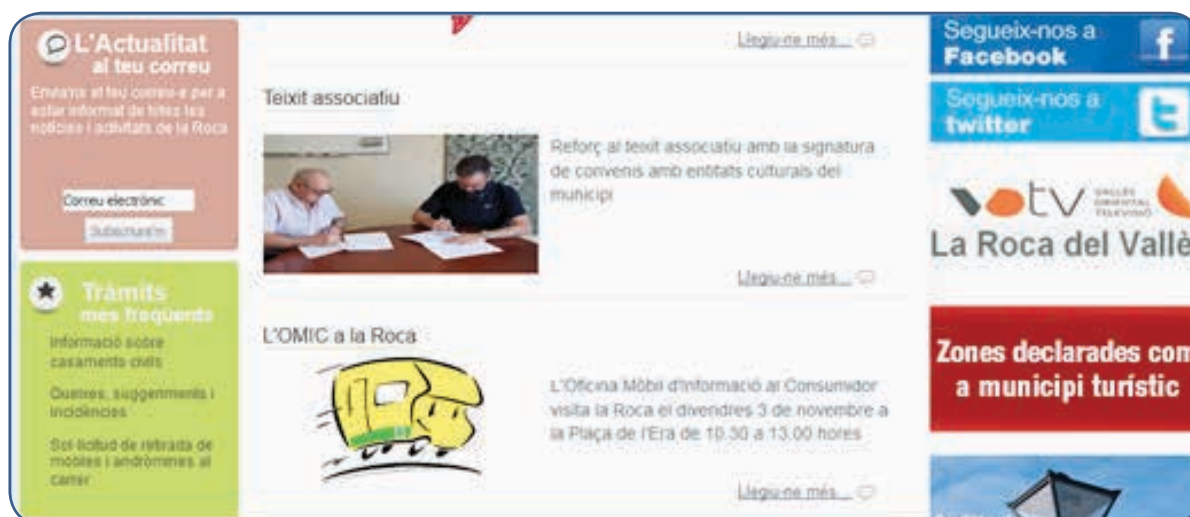 L'Actualitat
al teu correu
Envia'ns el teu correu-e per a
estar informat de totes les
notícies i activitats de la Roca
Correu electrònic
Subscriure'm
Tràmits
mes freqüents
Informació sobre
casaments civils
Queixes, suggeriments i
incidències
Sol·licitud de retirada de
mobles i andròmines al
carrer
Llegiu-ne més...
Teixit associatiu
Reforç al teixit associatiu amb la signatura
de convenis amb entitats culturals del
municipi
Llegiu-ne més...
L'OMIC a la Roca
L'Oficina Mòbil d'Informació al Consumidor
visita la Roca el divendres 3 de novembre a
la Plaça de l'Era de 10.30 a 13.00 hores
Llegiu-ne més...
Segueix-nos a
Facebook
f
Segueix-nos a
twitter
t
votv
VALLÈS
ORIENTAL
TELEVISIÓ
La Roca del Vallè
Zones declarades com
a municipi turístic